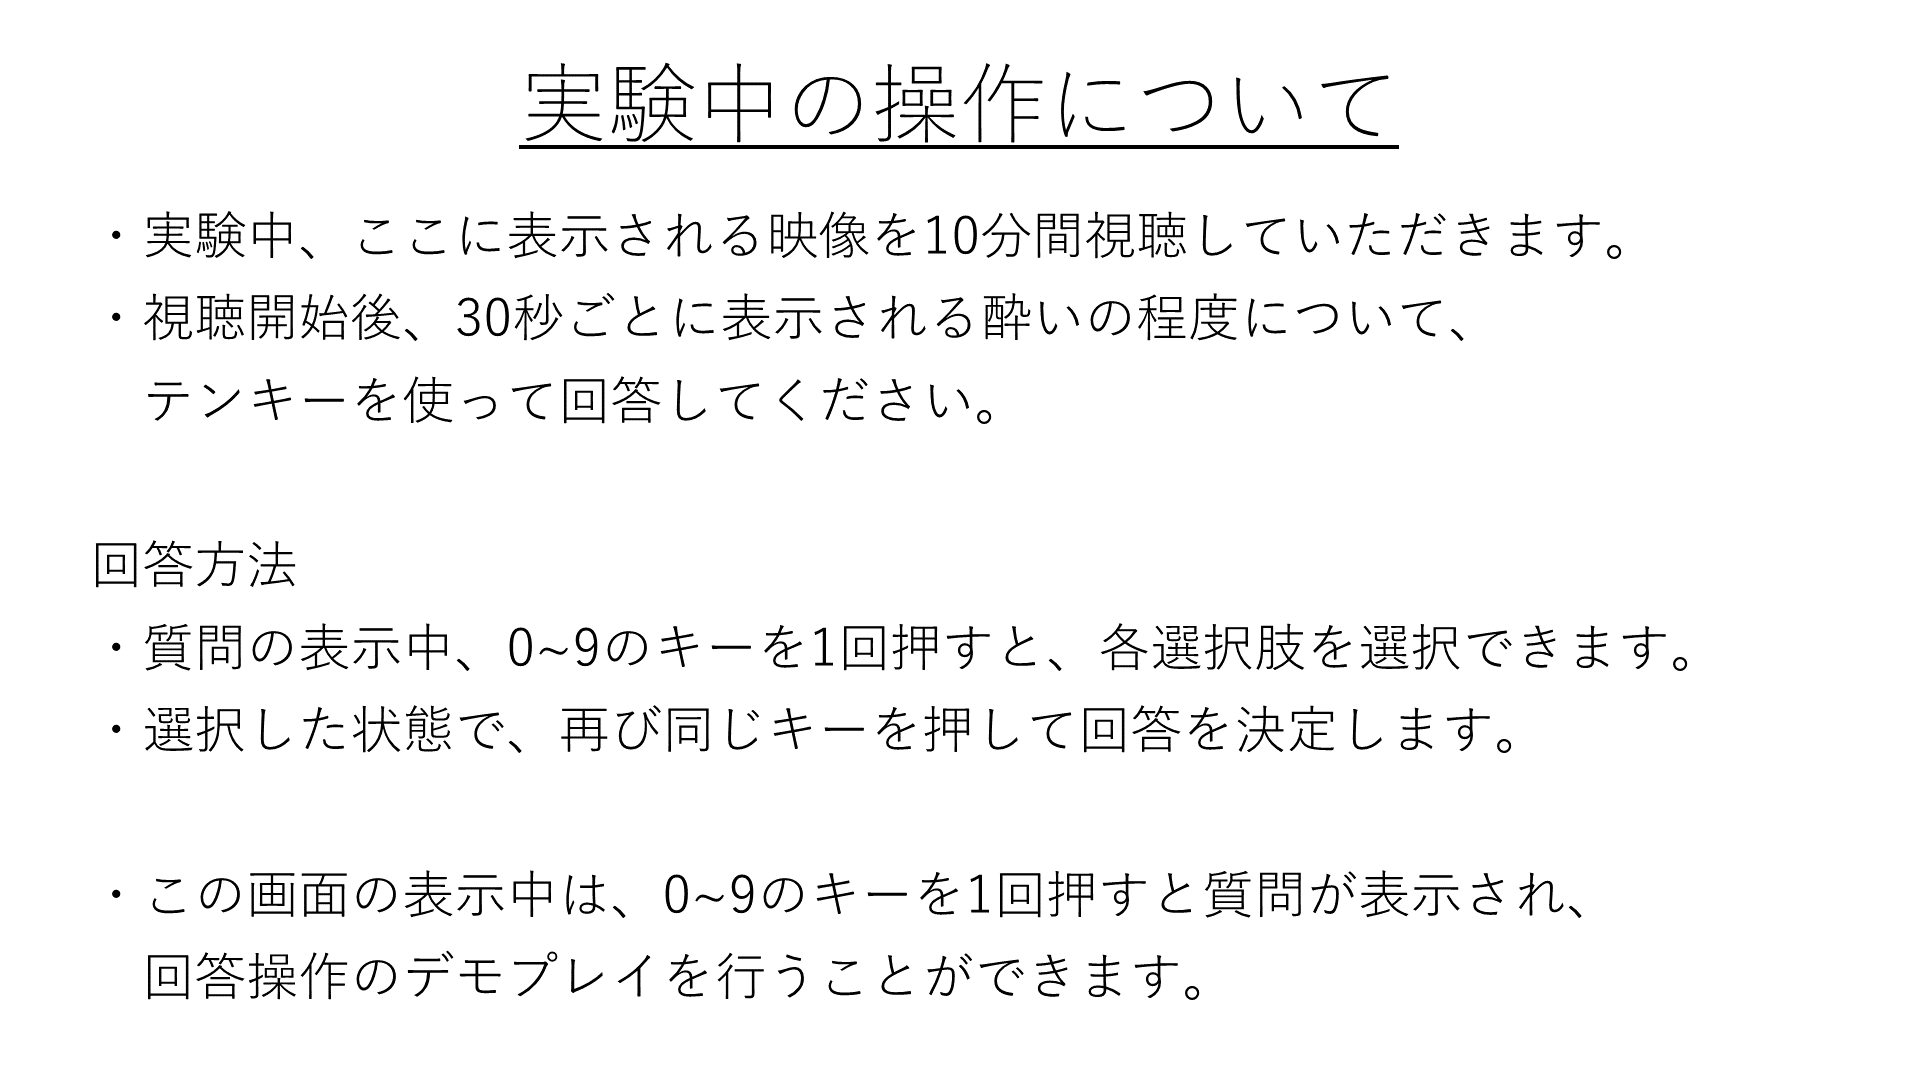 実験中の操作について
・実験中、ここに表示される映像を10分間視聴していただきます。
・視聴開始後、30秒ごとに表示される酔いの程度について、
テンキーを使って回答してください。
回答方法
・質問の表示中、0~9のキーを1回押すと、各選択肢を選択できます。
・選択した状態で、再び同じキーを押して回答を決定します。
・この画面の表示中は、0~9のキーを1回押すと質問が表示され、
回答操作のデモプレイを行うことができます。